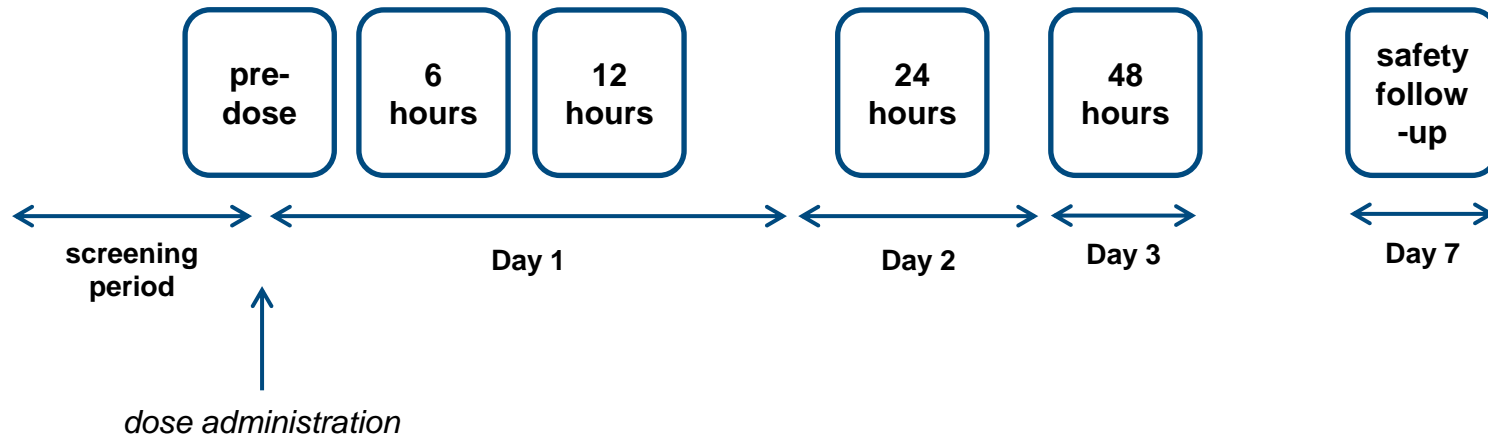 pre-
dose
6
hours
12
hours
24
hours
48
hours
safety
follow
-up
screening
period
Day 1
Day 2
Day 3
Day 7
dose administration